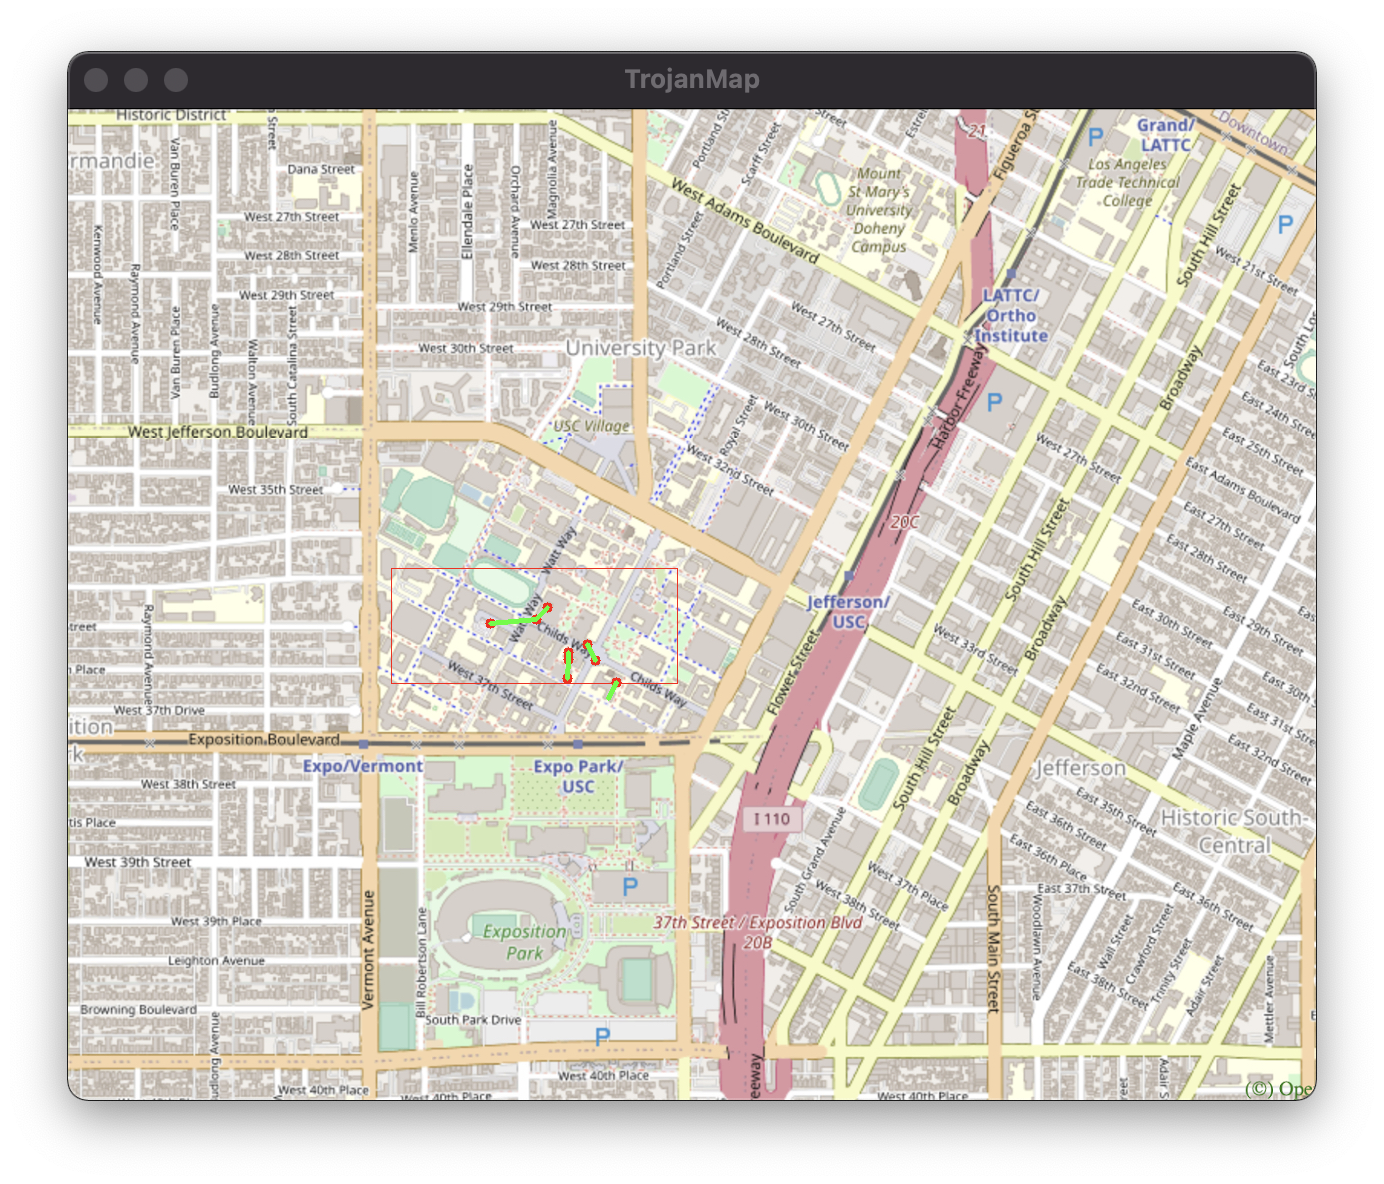 TrojanMap
Historic District
Street
rmandie
Van Buren Place
Dana Street
West 27th Street
West 28th Street
West 29th Street
Kenwood Avenue
Raymond Avenue
Van Buren Place
Budlong Avenue
Walton Avenue
South Catalina Street
Menlo Avenue
Ellendale Place
Orchard Avenue
Magnolia Avenue
West 27th Street
West 28th Street
West 29th Street
West 30th Street
University Park
USC Village
West Jefferson Boulevard
West 35th Street
Portland St
Scarff Street
Street
Estrel
Portland Street
West Adams Boulevard
Mount
St Mary's
University
Doheny
Campus
21
Figueroa St
P
Grand/
LATTC
Downtown
Los Angeles
Trade Technical
College
P
South Hill Street
West 21st Street
LATTC/
Ortho
Institute
West 27th Street
West 28th Street
West 30th Street
Royal Street
West 32nd Street
Harbor Freeway
P
Broadway
South Los
East 23rd St
East 24th Street
East 25th Street
East Adams Boulevard
West 27th Street
East 27th Street
East 28th Street
20C
South Hill Street
Watt Way
Watt Way
Childs Way
West 37th Street
Childs Way
Jefferson/
USC
Flower Street
Broadway
East 31st Street
East 30th S
East 32nd Street
East 31st Street
East 32nd Street
Maple Avenue
treet
Place
Raymond Avenue
West 37th Drive
ition
rk
Exposition Boulevard
Expo/Vermont
Expo Park/
USC
West 38th Street
tis Place
West 39th Street
West 39th Place
Leighton Avenue
Browning Boulevard
Vermont Avenue
Bill Robertson Lane
Exposition
Park
P
South Park Drive
P
West 40th Place
West 40th Place
udlong Avenue
West 40th Place
I 110
South Hill Street
Broadway
Jefferson
Historic South-
Central
East 35th Street
East 36th Street
East 36th Place
East 37th Street
East 36th Street
South Grand Avenue
West 37th Place
West 38th Street
37th Street / Exposition Blvd
20B
South Main Street
Woodlawn Avenue
Wall Street
Crawford Street
Trinity Street
Adair Street
East 38th Street
Mettler Avenue
eeway
West 40th Place
reet
Adair S
E
(©) Ope